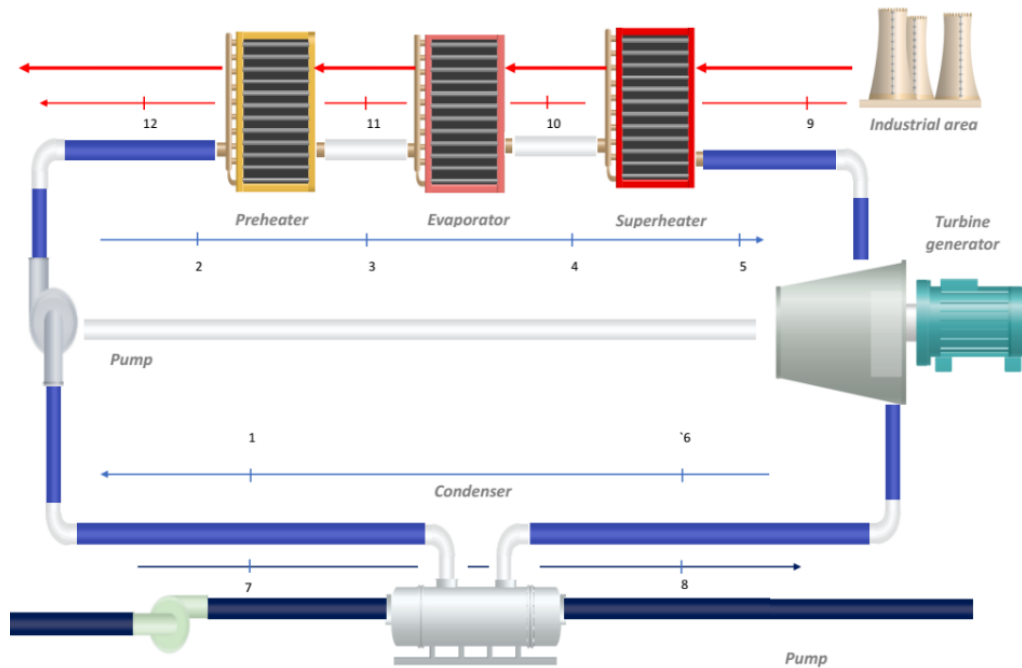 12
11
10
9
Industrial area
Preheater
Evaporator
Superheater
Turbine
generator
2
3
4
5
Pump
1
`6
Condenser
7
8
Pump